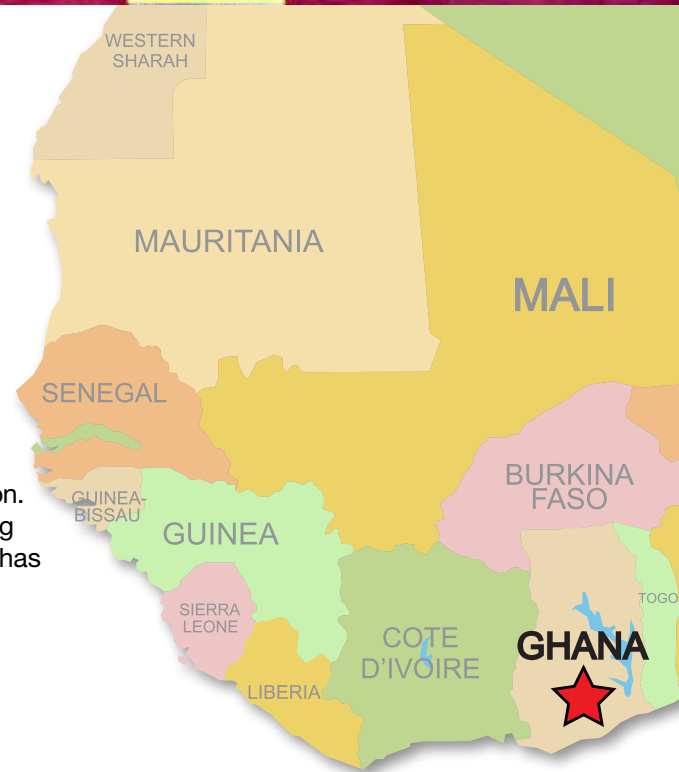 WESTERN
SHARAH
MAURITANIA
MALI
SENEGAL
BURKINA
FASO
on.
GUINEA-
BISSAU
g
has
GUINEA
TOGO
SIERRA
LEONE
COTE
D'IVOIRE
GHANA
LIBERIA